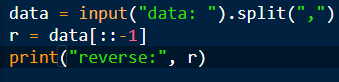 data = input("data: ").split(",")
r = data[::-1]
print("reverse:", r)